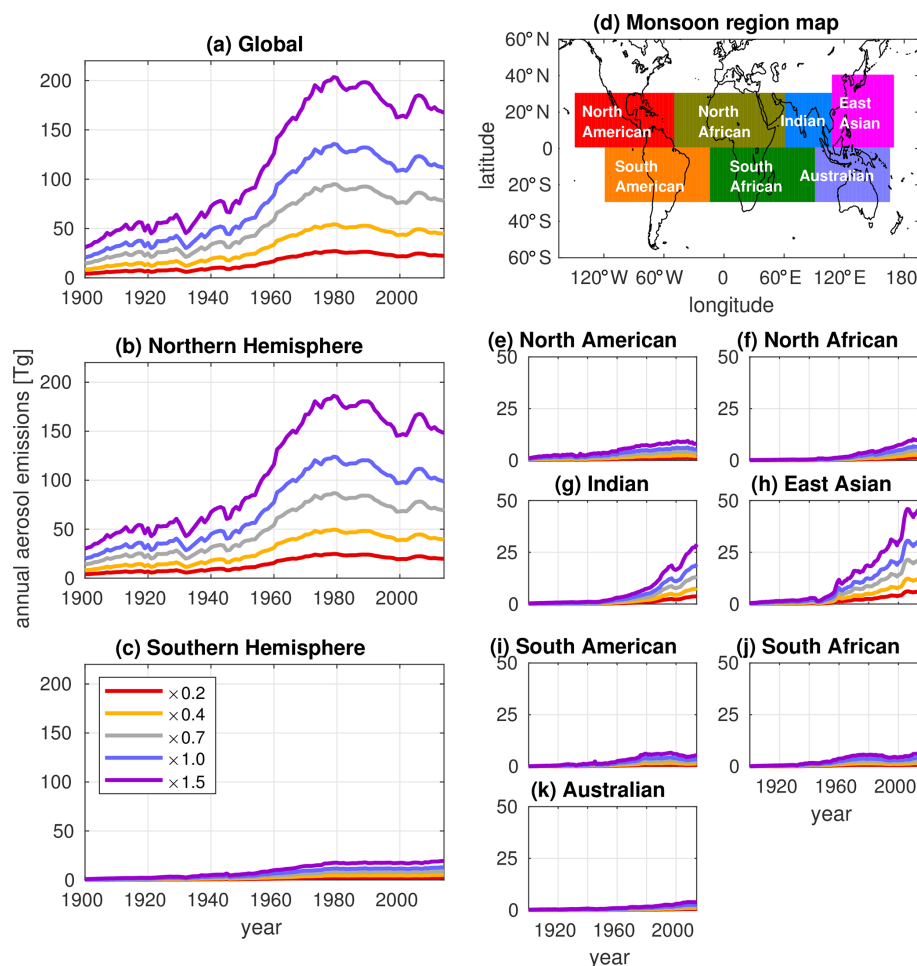 (a) Global
200
150
100
50
0
1900
1920
1940
1960
1980
2000
(b) Northern Hemisphere
200
150
100
50
0
1900
1920
1940
1960
1980
2000
annual aerosol emissions [Tg]
(c) Southern Hemisphere
200
150
100
50
0
×0.2
×0.4
×0.7
×1.0
×1.5
1900
1920
1940
1960
1980
2000
year
(d) Monsoon region map
60° N
40° N
20° N
0
20° S
40° S
60° S
latitude
North
American
North
African
Indian
East
Asian
South
American
South
African
Australian
120° W
60° W
0
60° E
120° E
180
longitude
(e) North American
50
25
0
(f) North African
50
25
0
(g) Indian
50
25
0
(h) East Asian
50
25
0
(i) South American
50
25
0
(j) South African
50
25
0
1920
1960
2000
year
(k) Australian
50
25
0
1920
1960
2000
year